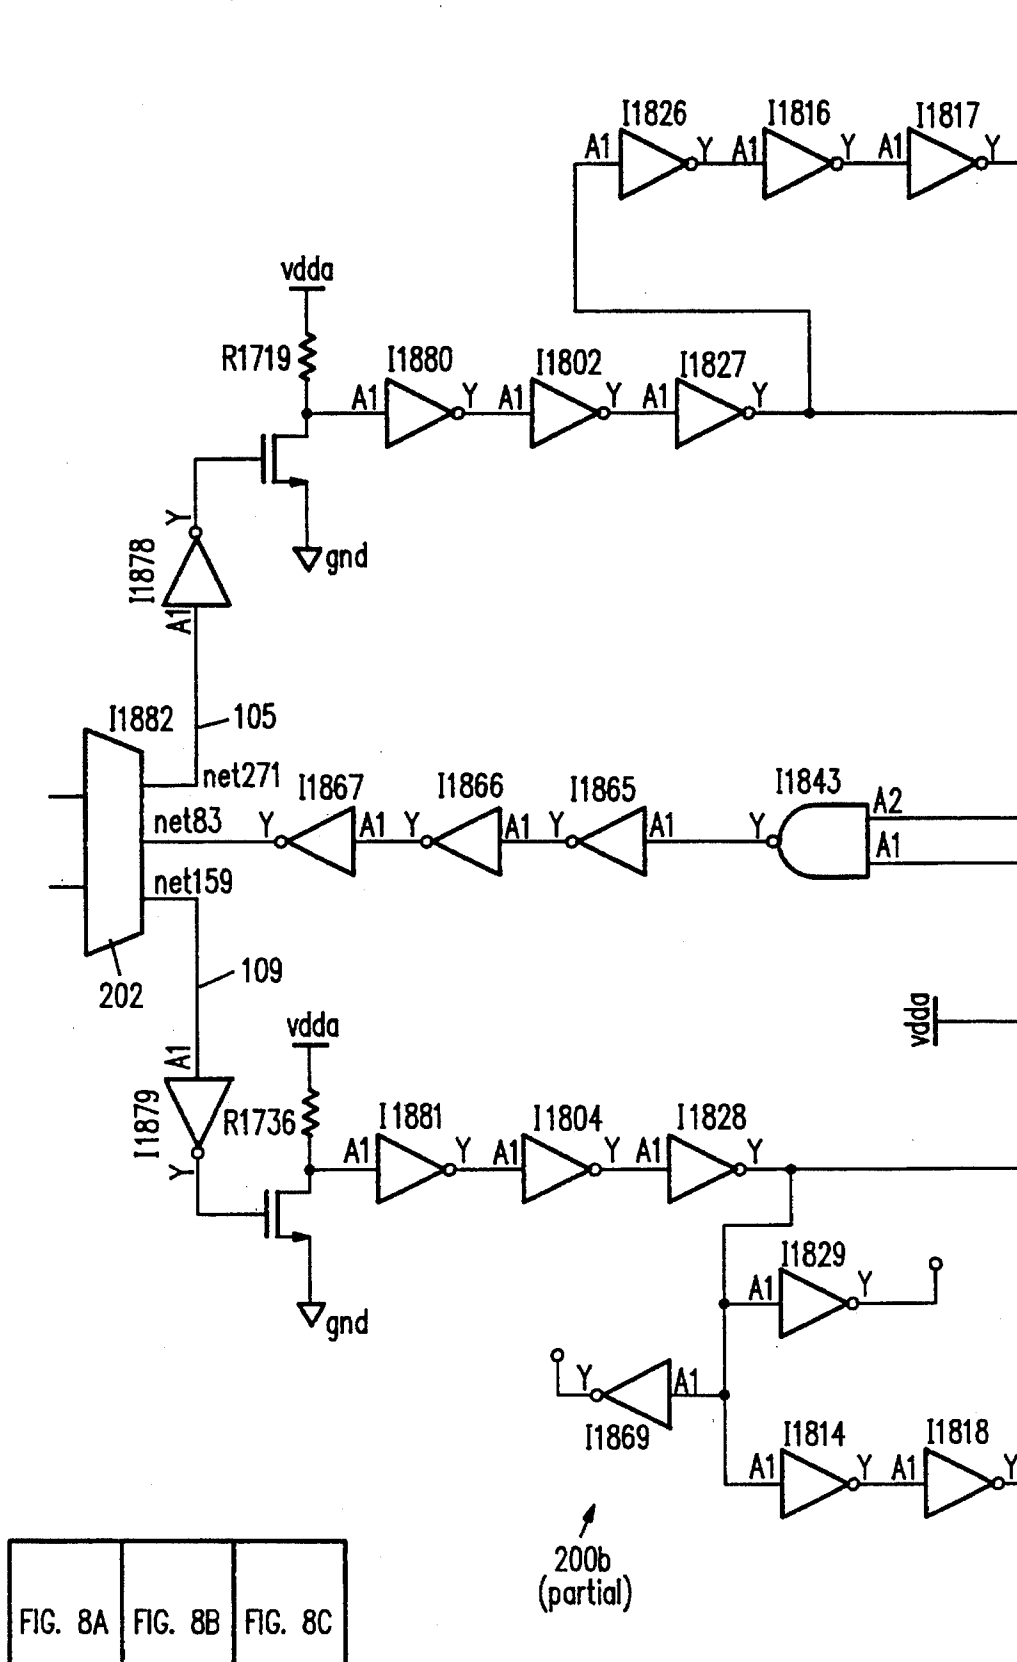 I1826 I1816 I1817
A1 Y A1 Y A1 Y
vdda
R1719 I1880 I1802 I1827
A1 Y A1 Y A1 Y
Y
I1878
A1
gnd
I1882
105
net271
net83
net159
I1867 I1866 I1865 I1843
Y A1 Y A1 Y A1 Y A2
A1
109
202
vdda
vdda
A1
I1879
Y
R1736 I1881 I1804 I1828
A1 Y A1 Y A1 Y
gnd
I1829
A1 Y
Y A1
I1869
I1814 I1818
A1 Y A1 Y
200b
(partial)
FIG. 8A FIG. 8B FIG. 8C